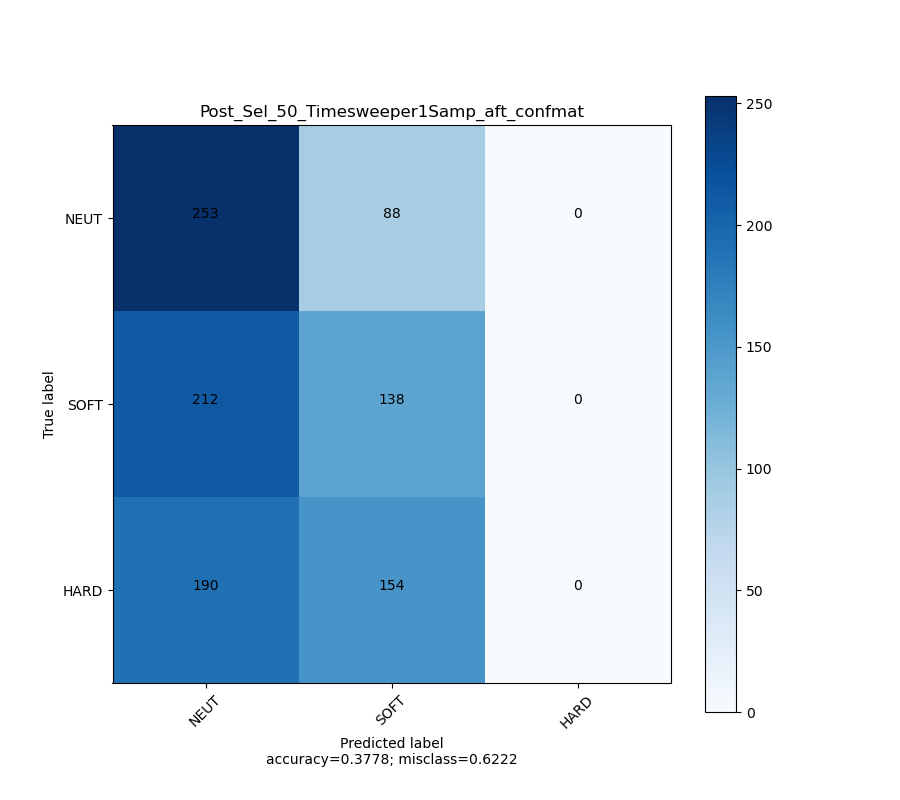 Post_Sel_50_Timesweeper1Samp_aft_confmat
NEUT 253 88 0
SOFT 212 138 0
HARD 190 154 0
True label
NEUT SOFT HARD
Predicted label
accuracy=0.3778; misclass=0.6222
250
200
150
100
50
0